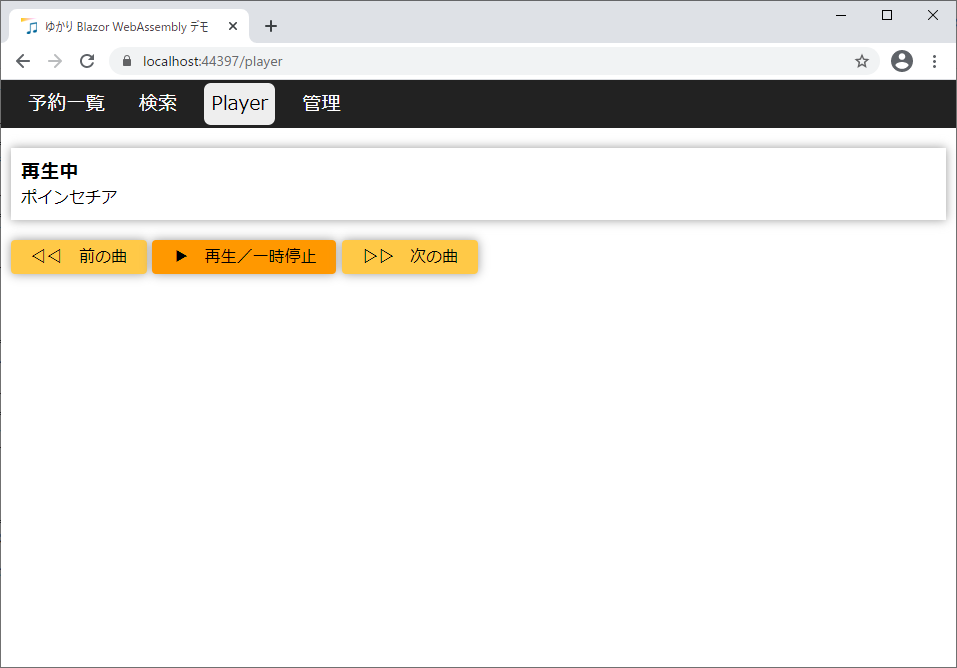 ゆかり Blazor WebAssembly デモ
localhost:44397/player
予約一覧 検索 Player 管理
再生中
ポインセチア
◁◁ 前の曲 ▶ 再生／一時停止 ▷▷ 次の曲